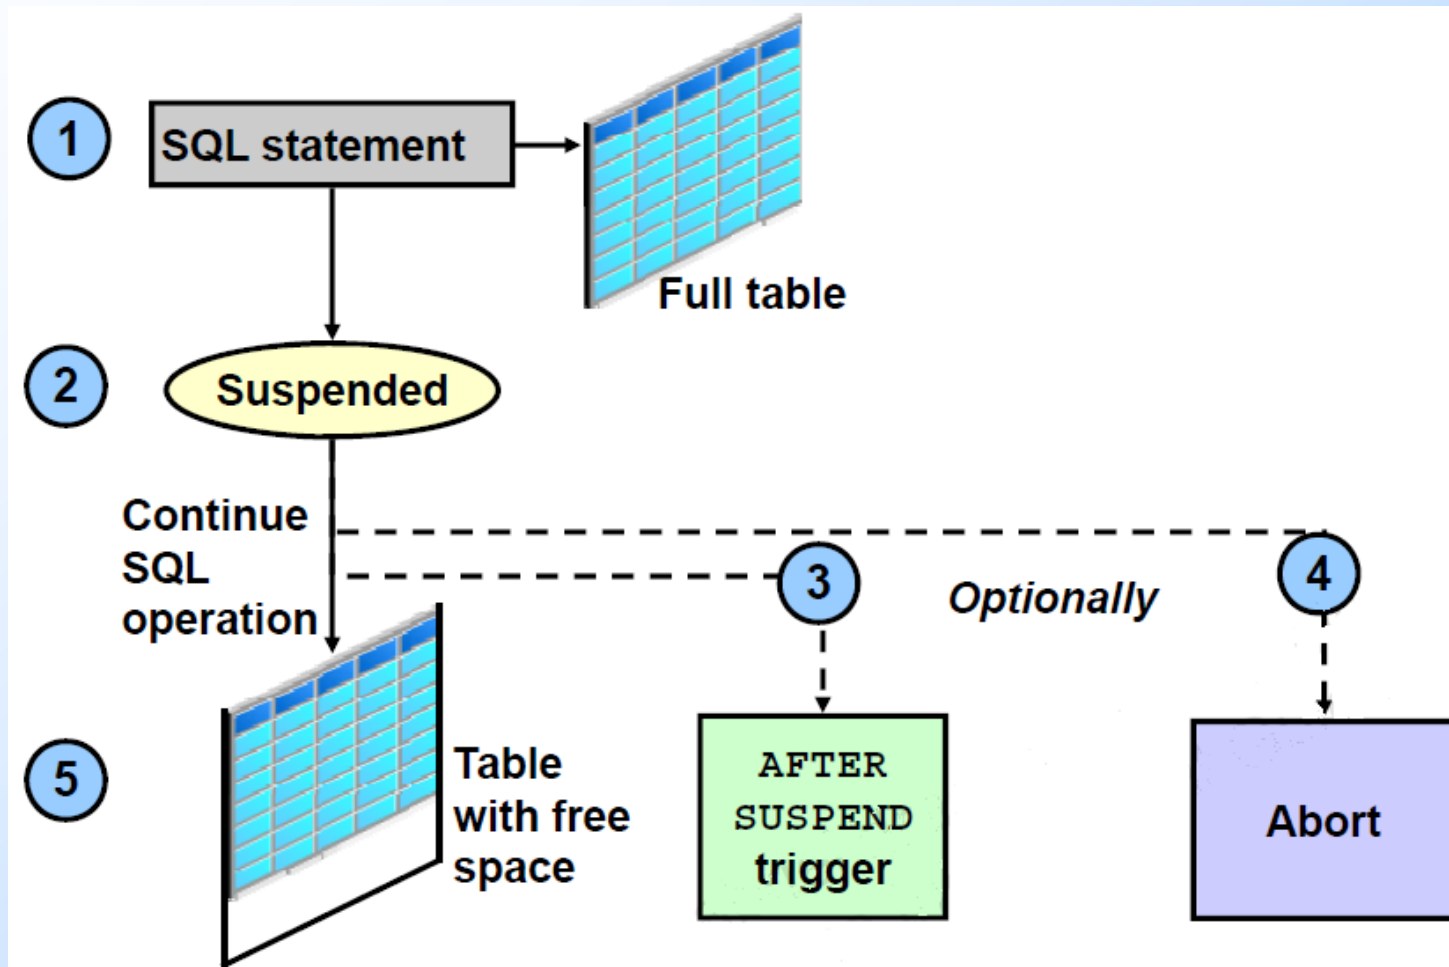 1
SQL statement
Full table
2
Suspended
Continue
SQL
operation
3
Optionally
4
5
Table
with free
space
AFTER
SUSPEND
trigger
Abort